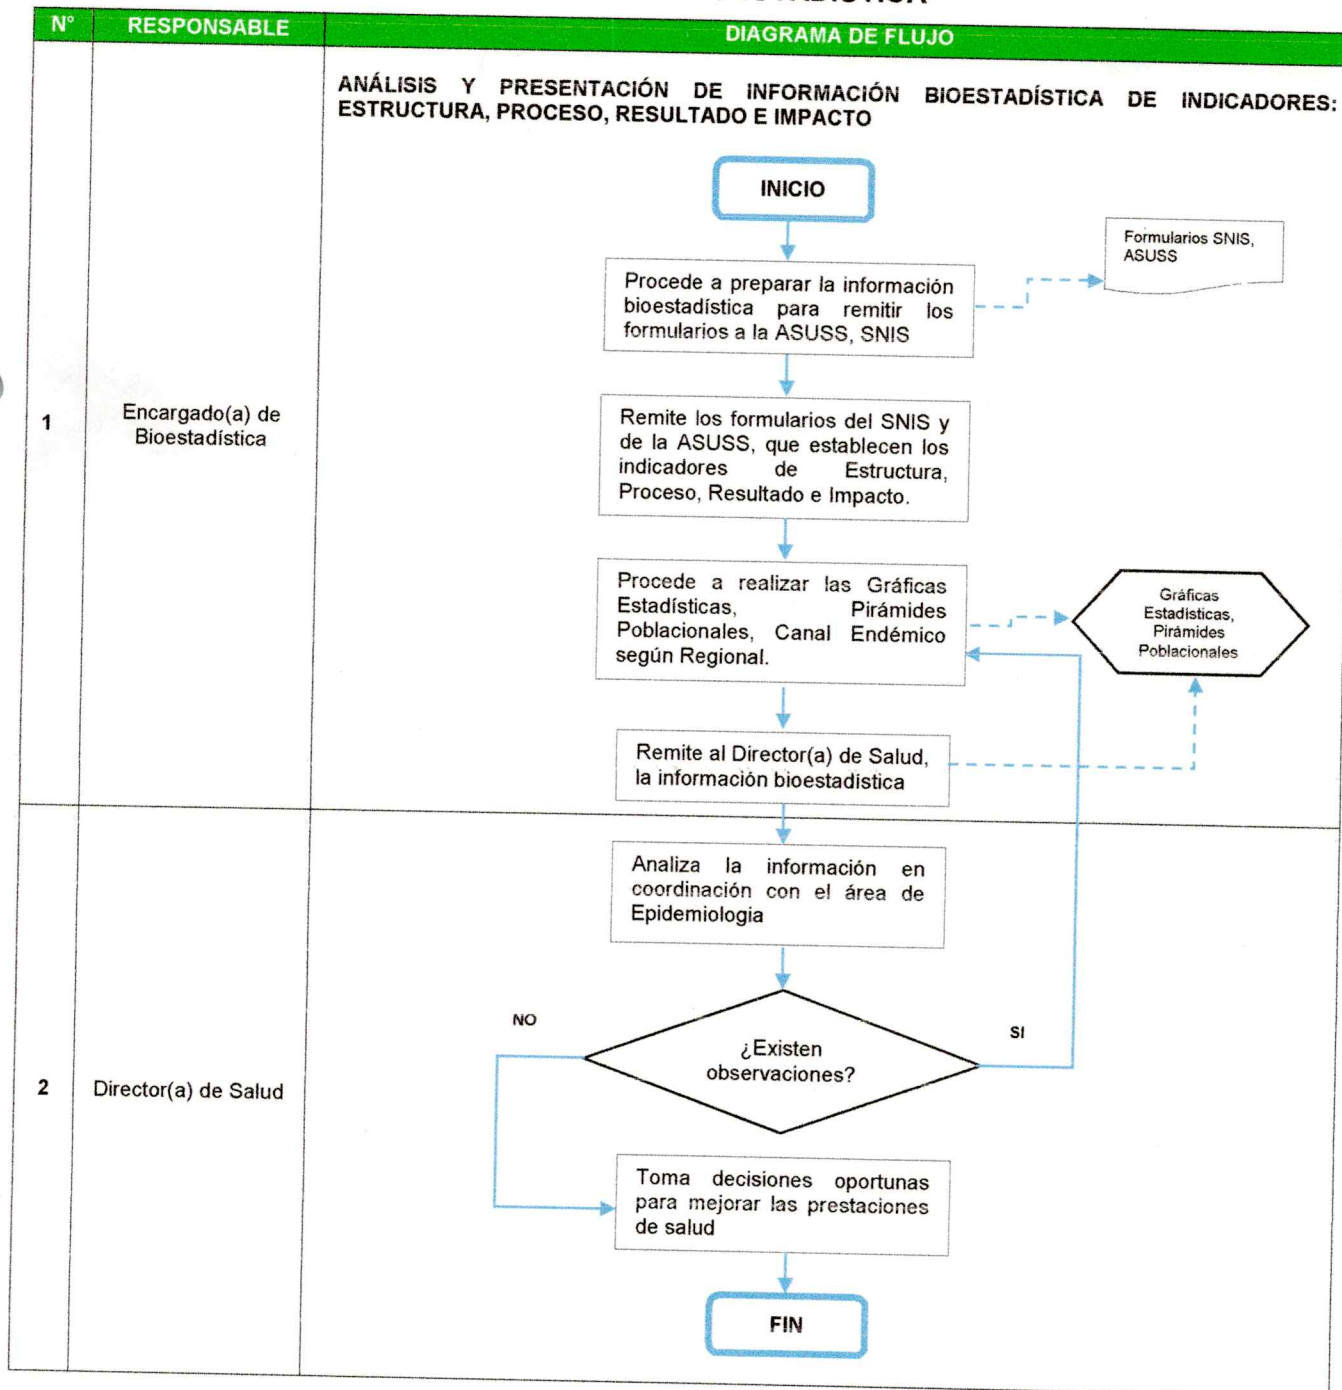 N° RESPONSABLE DIAGRAMA DE FLUJO
ANÁLISIS Y PRESENTACIÓN DE INFORMACIÓN BIOESTADÍSTICA DE INDICADORES:
ESTRUCTURA, PROCESO, RESULTADO E IMPACTO
INICIO
Formularios SNIS,
ASUSS
Procede a preparar la información
bioestadística para remitir los
formularios a la ASUSS, SNIS
1
Encargado(a) de
Bioestadística
Remite los formularios del SNIS y
de la ASUSS, que establecen los
indicadores de Estructura,
Proceso, Resultado e Impacto.
Procede a realizar las Gráficas
Estadísticas, Pirámides
Poblacionales, Canal Endémico
según Regional.
Gráficas
Estadísticas,
Pirámides
Poblacionales
Remite al Director(a) de Salud,
la información bioestadística
Analiza la información en
coordinación con el área de
Epidemiologia
NO
SI
¿Existen
observaciones?
2
Director(a) de Salud
Toma decisiones oportunas
para mejorar las prestaciones
de salud
FIN